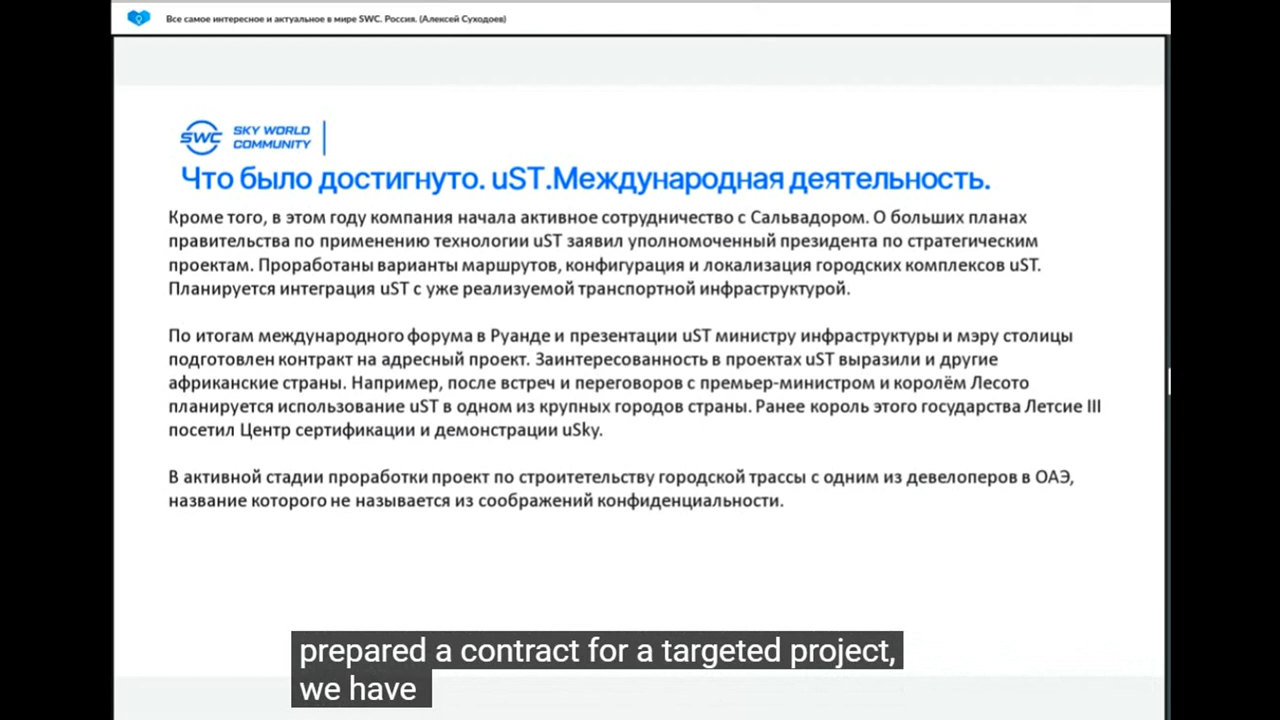 Все самое интересное и актуальное в мире SWC. Россия. (Алексей Суходоев)
SWC
SKY WORLD
COMMUNITY
Что было достигнуто. uST.Международная деятельность.
Кроме того, в этом году компания начала активное сотрудничество с Сальвадором. О больших планах
правительства по применению технологии uST заявил уполномоченный президента по стратегическим
проектам. Проработаны варианты маршрутов, конфигурация и локализация городских комплексов uST.
Планируется интеграция uST с уже реализуемой транспортной инфраструктурой.
По итогам международного форума в Руанде и презентации uST министру инфраструктуры и мэру столицы
подготовлен контракт на адресный проект. Заинтересованность в проектах uST выразили и другие
африканские страны. Например, после встреч и переговоров с премьер-министром и королём Лесото
планируется использование uST в одном из крупных городов страны. Ранее король этого государства Летсие III
посетил Центр сертификации и демонстрации uSky.
В активной стадии проработки проект по строитетельству городской трассы с одним из девелоперов в ОАЭ,
название которого не называется из соображений конфиденциальности.
prepared a contract for a targeted project,
we have